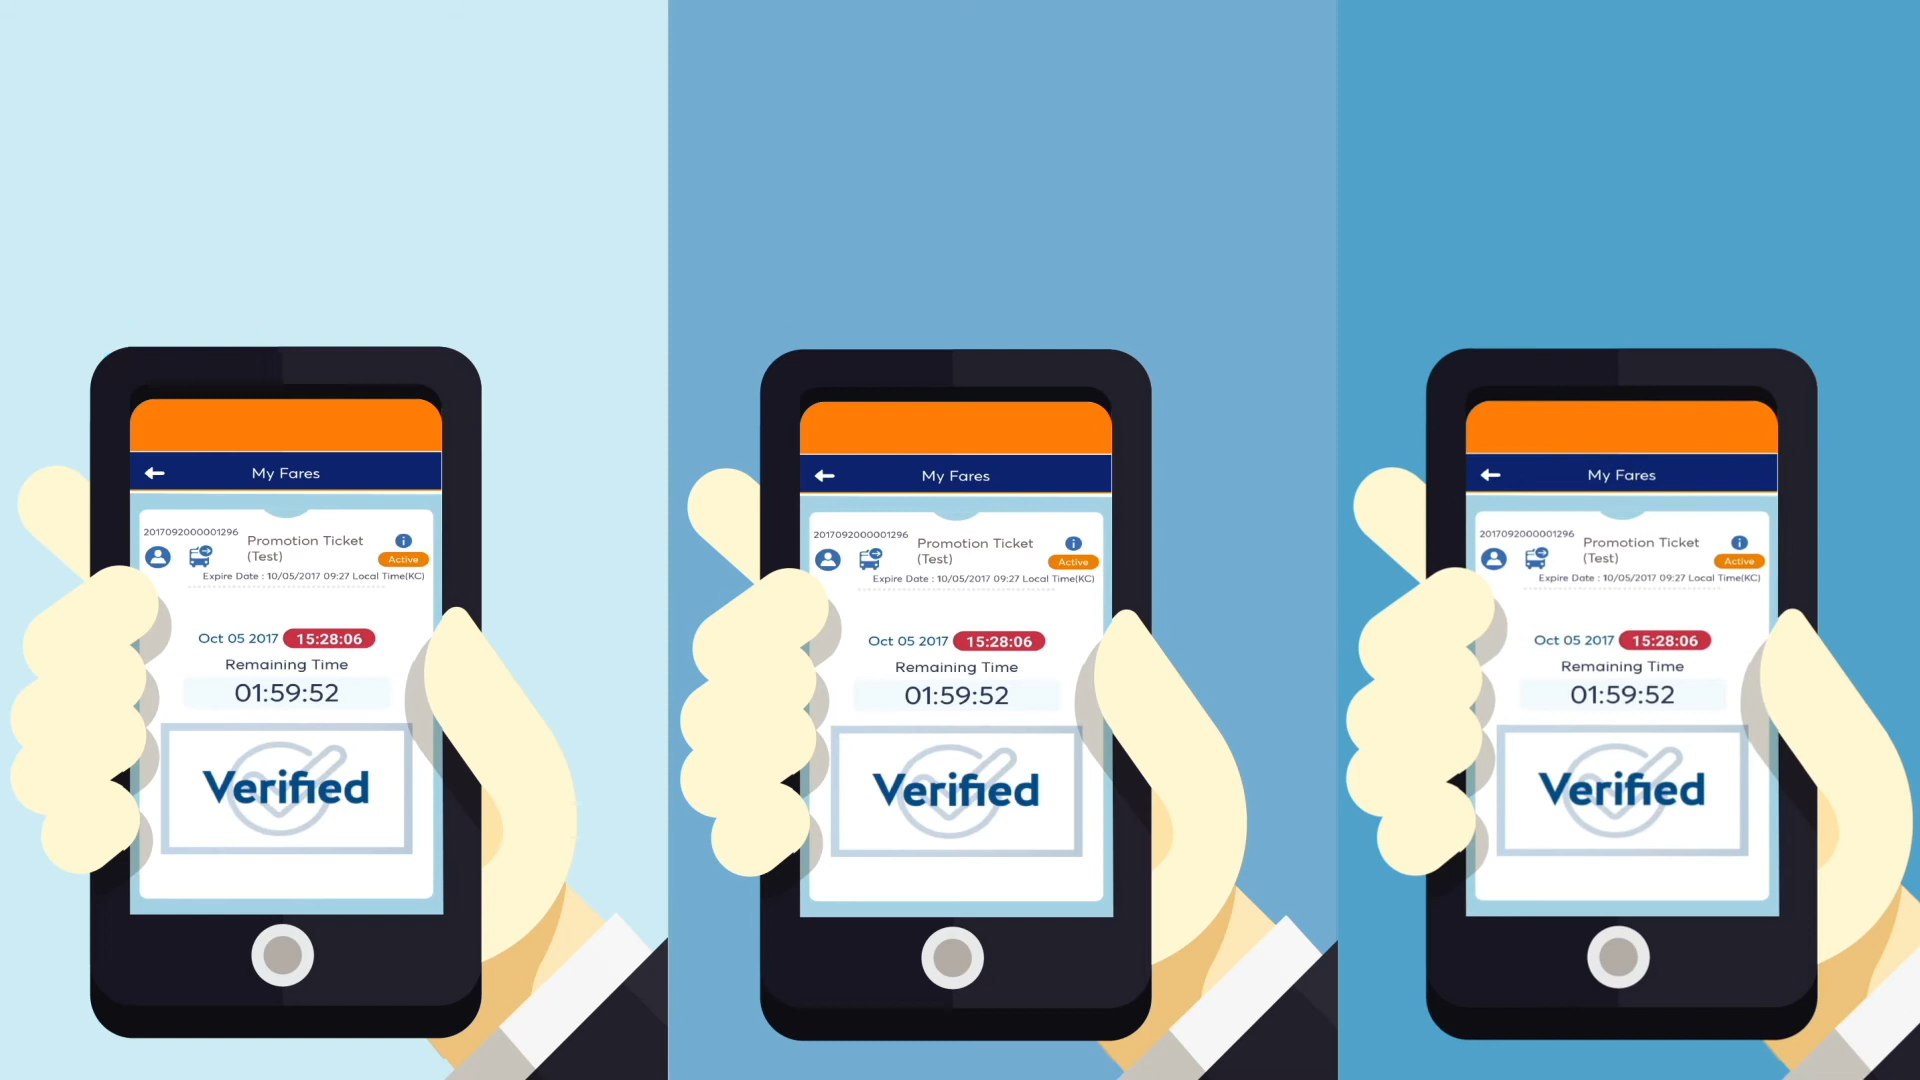 My Fares
2017092000001296
Promotion Ticket
(Test)
Active
Expire Date : 10/05/2017 09:27 Local Time(KC)
Oct 05 2017 15:28:06
Remaining Time
01:59:52
Verified
My Fares
2017092000001296
Promotion Ticket
(Test)
Active
Expire Date : 10/05/2017 09:27 Local Time(KC)
Oct 05 2017 15:28:06
Remaining Time
01:59:52
Verified
My Fares
2017092000001296
Promotion Ticket
(Test)
Active
Expire Date : 10/05/2017 09:27 Local Time(KC)
Oct 05 2017 15:28:06
Remaining Time
01:59:52
Verified